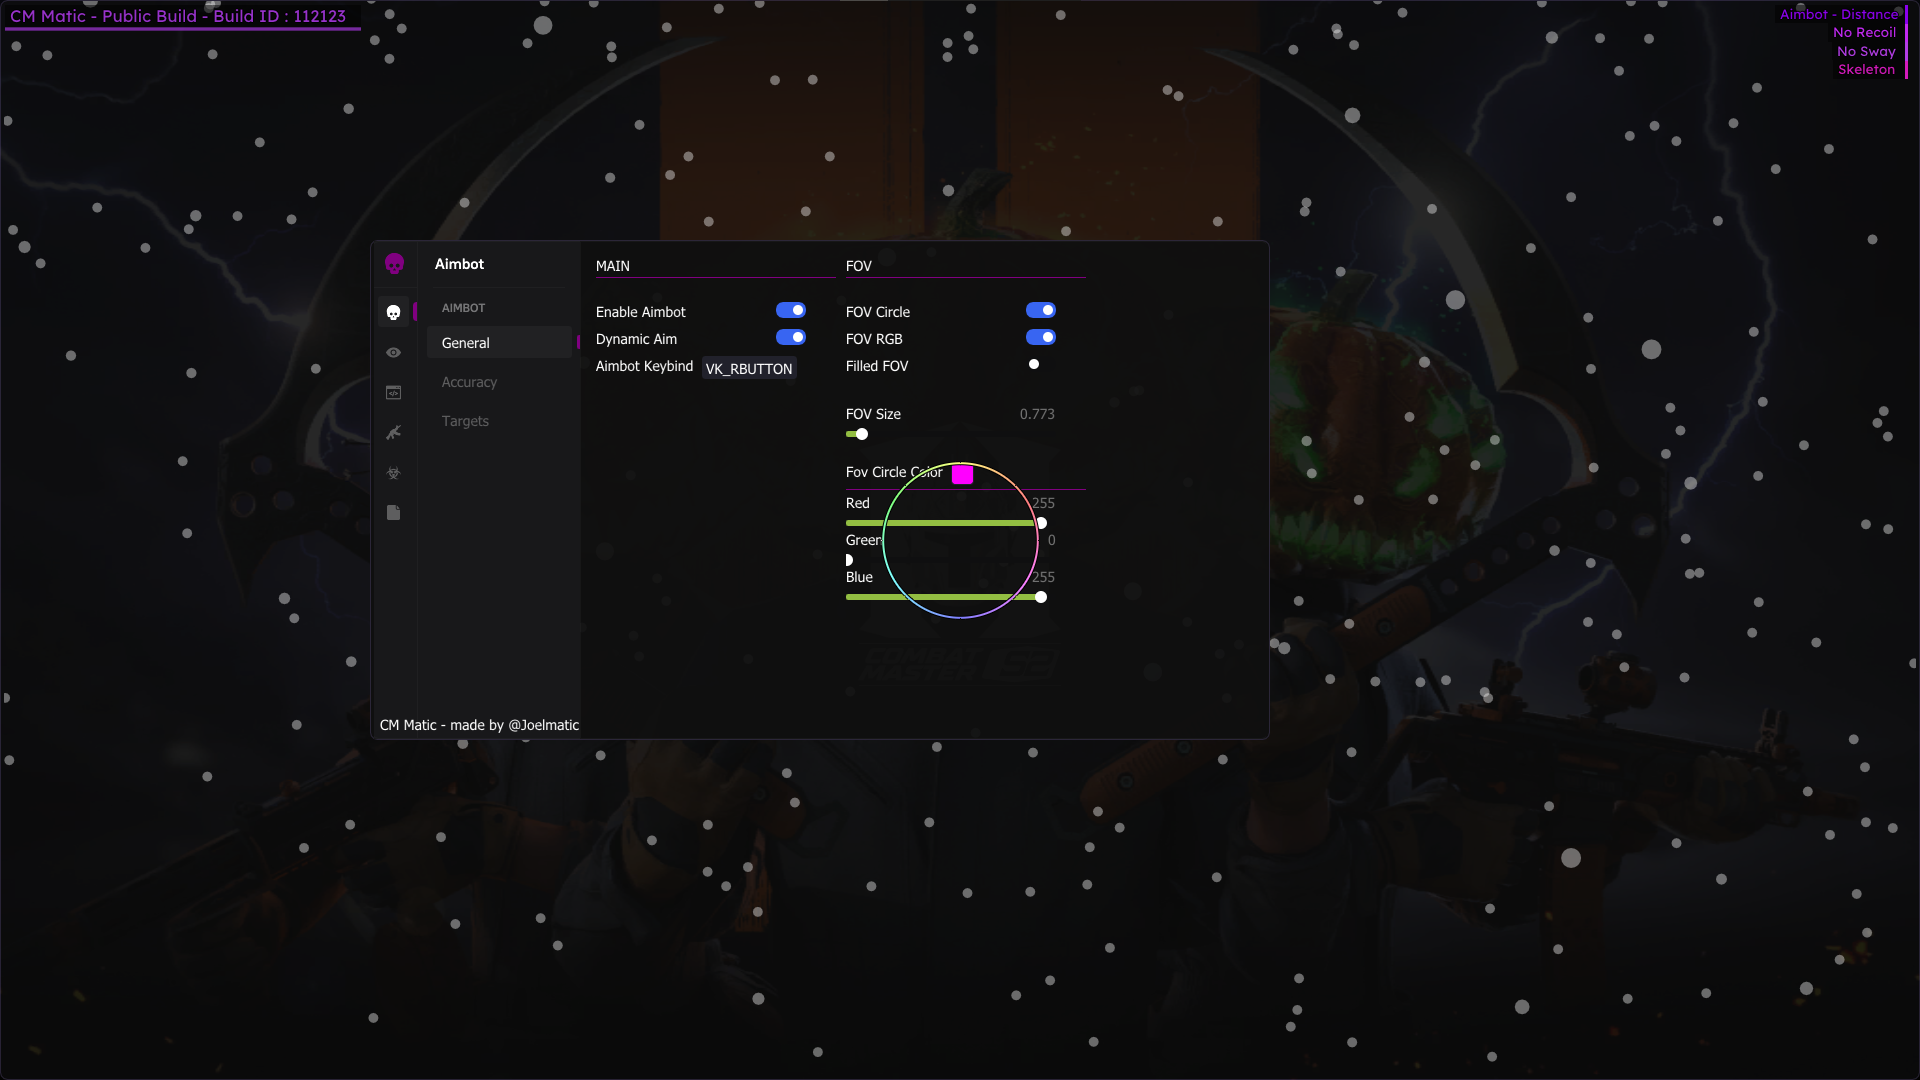 CM Matic - Public Build - Build ID : 112123
Aimbot - Distance
No Recoil
No Sway
Skeleton
Aimbot
AIMBOT
General
Accuracy
Targets
CM Matic - made by @Joelmatic
MAIN
Enable Aimbot
Dynamic Aim
Aimbot Keybind VK_RBUTTON
FOV
FOV Circle
FOV RGB
Filled FOV
FOV Size 0.773
Fov Circle Color
Red 255
Green 0
Blue 255
COMBAT
MASTER